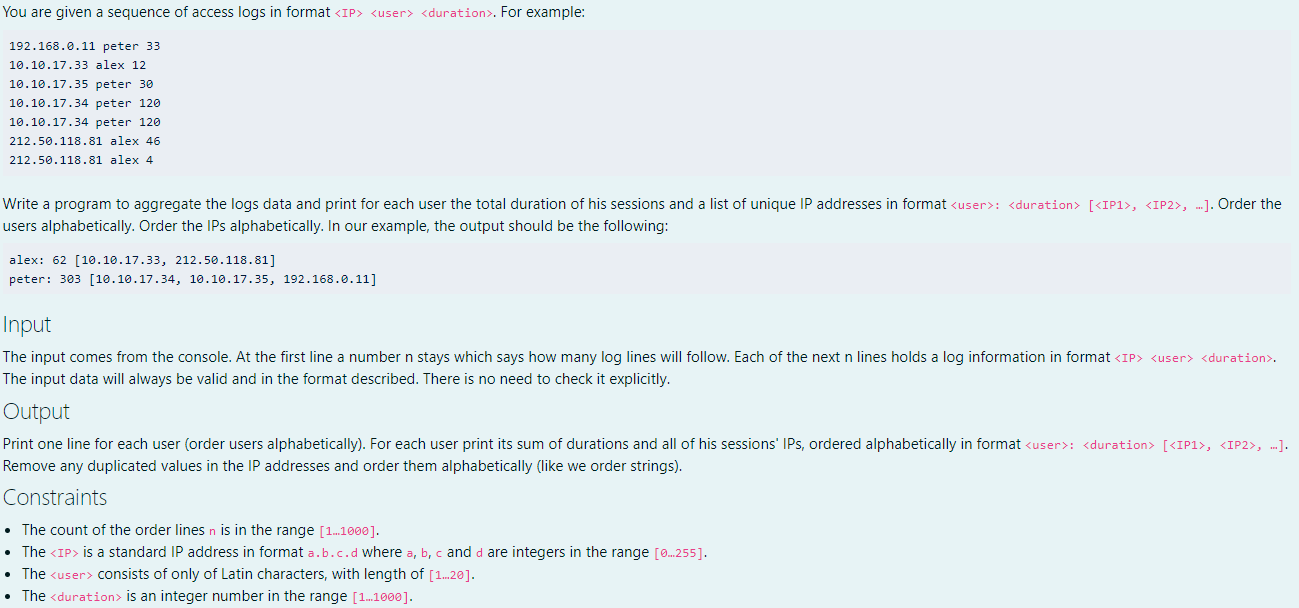 You are given a sequence of access logs in format <IP> <user> <duration>. For example:
192.168.0.11 peter 33
10.10.17.33 alex 12
10.10.17.35 peter 30
10.10.17.34 peter 120
10.10.17.34 peter 120
212.50.118.81 alex 46
212.50.118.81 alex 4
Write a program to aggregate the logs data and print for each user the total duration of his sessions and a list of unique IP addresses in format <user>: <duration> [<IP1>, <IP2>, …]. Order the
users alphabetically. Order the IPs alphabetically. In our example, the output should be the following:
alex: 62 [10.10.17.33, 212.50.118.81]
peter: 303 [10.10.17.34, 10.10.17.35, 192.168.0.11]
Input
The input comes from the console. At the first line a number n stays which says how many log lines will follow. Each of the next n lines holds a log information in format <IP> <user> <duration>.
The input data will always be valid and in the format described. There is no need to check it explicitly.
Output
Print one line for each user (order users alphabetically). For each user print its sum of durations and all of his sessions' IPs, ordered alphabetically in format <user>: <duration> [<IP1>, <IP2>, …].
Remove any duplicated values in the IP addresses and order them alphabetically (like we order strings).
Constraints
• The count of the order lines n is in the range [1…1000].
• The <IP> is a standard IP address in format a.b.c.d where a, b, c and d are integers in the range [0…255].
• The <user> consists of only of Latin characters, with length of [1…20].
• The <duration> is an integer number in the range [1…1000].